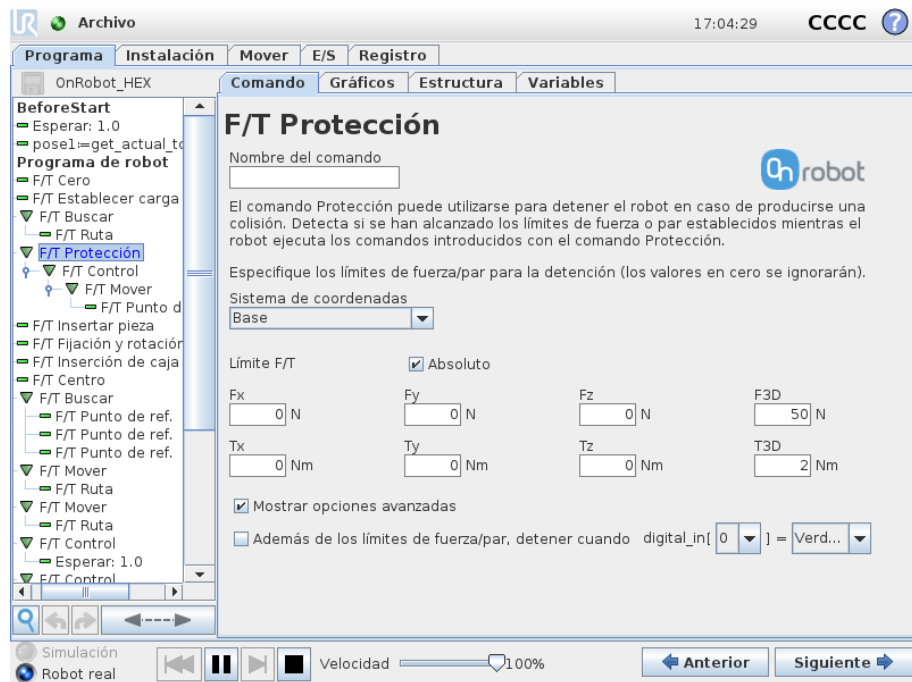 Archivo
17:04:29
CCCC
?
Programa Instalación Mover E/S Registro
OnRobot_HEX
Comando Gráficos Estructura Variables
BeforeStart
Esperar: 1.0
pose1≔get_actual_tc
Programa de robot
F/T Cero
F/T Establecer carga
F/T Buscar
F/T Ruta
F/T Protección
F/T Control
F/T Mover
F/T Punto d
F/T Insertar pieza
F/T Fijación y rotación
F/T Inserción de caja
F/T Centro
F/T Buscar
F/T Punto de ref.
F/T Punto de ref.
F/T Punto de ref.
F/T Mover
F/T Ruta
F/T Mover
F/T Ruta
F/T Control
Esperar: 1.0
F/T Control
F/T Protección
Nombre del comando
On robot
El comando Protección puede utilizarse para detener el robot en caso de producirse una
colisión. Detecta si se han alcanzado los límites de fuerza o par establecidos mientras el
robot ejecuta los comandos introducidos con el comando Protección.
Especifique los límites de fuerza/par para la detención (los valores en cero se ignorarán).
Sistema de coordenadas
Base
Límite F/T Absoluto
Fx Fy Fz F3D
0 N 0 N 0 N 50 N
Tx Ty Tz T3D
0 Nm 0 Nm 0 Nm 2 Nm
Mostrar opciones avanzadas
Además de los límites de fuerza/par, detener cuando digital_in[ 0 ] = Verd...
Simulación
Robot real
Velocidad 100%
Anterior
Siguiente